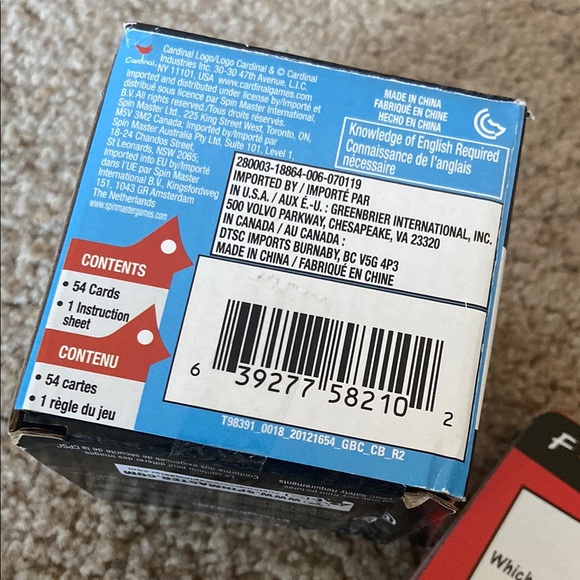 Cardinal
Cardinal Logo/Logo Cardinal & © Cardinal
Industries Inc. 30-30 47th Avenue, L.I.C.
NY 11101, USA www.cardinalgames.com.
Imported and distributed under license by/Importé et
distribué sous licence par Spin Master International,
B.V. All rights reserved./Tous droits réservés.
Spin Master Ltd., 225 King Street West, Toronto, ON,
M5V 3M2 Canada. Imported by/Importé par
Spin Master Australia Pty Ltd, Suite 101, Level 1,
18-24 Chandos Street,
St Leonards, NSW 2065;
Imported into EU by/Importé
dans l'UE par Spin Master
International B.V., Kingsfordweg
151, 1043 GR Amsterdam
The Netherlands
www.spinmastergames.com
MADE IN CHINA
FABRIQUÉ EN CHINE
HECHO EN CHINA
Knowledge of English Required
Connaissance de l'anglais
nécessaire
280003-18864-006-070119
IMPORTED BY / IMPORTÉ PAR
IN U.S.A. / AUX É.-U. : GREENBRIER INTERNATIONAL, INC.
500 VOLVO PARKWAY, CHESAPEAKE, VA 23320
IN CANADA / AU CANADA :
DTSC IMPORTS BURNABY, BC V5G 4P3
MADE IN CHINA / FABRIQUÉ EN CHINE
CONTENTS
• 54 Cards
• 1 Instruction
sheet
CONTENU
• 54 cartes
• 1 règle du jeu
6 39277 58210 2
T98391_0018_20121654_GBC_CB_R2
F
Which